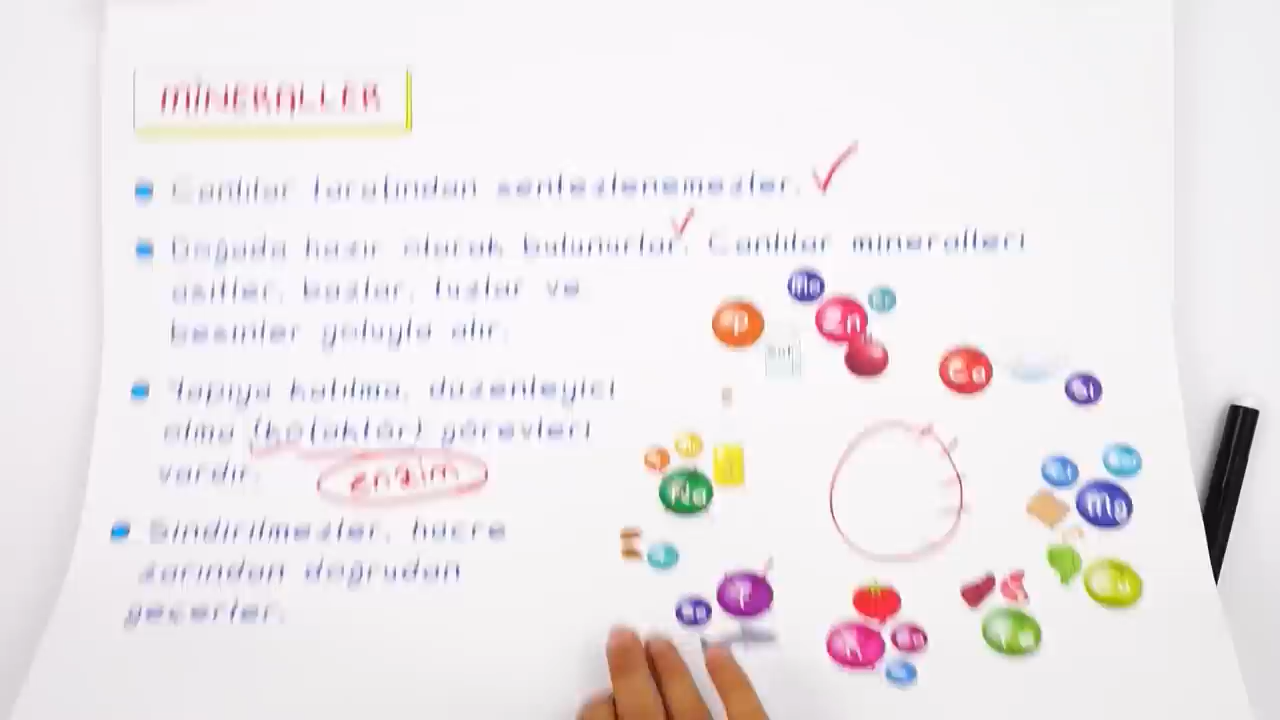 MİNERALLER
Canlılar tarafından sentezlenemezler.
Doğada hazır olarak bulunurlar. Canlılar mineralleri
asitler, bazlar, tuzlar ve
besinler yoluyla alır.
Yapıya katılma, düzenleyici
olma (kofaktör) görevleri
vardır.
enzim
Sindirilmezler, hücre
zarından doğrudan
geçerler.
P
Zn
Ca
Na
Mg
K